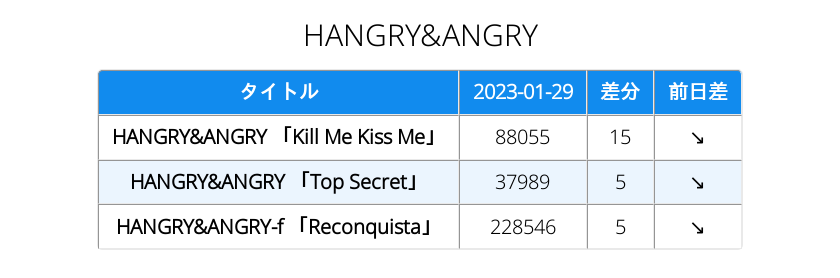 HANGRY&ANGRY
タイトル 2023-01-29 差分 前日差
HANGRY&ANGRY 「Kill Me Kiss Me」 88055 15 ↘
HANGRY&ANGRY 「Top Secret」 37989 5 ↘
HANGRY&ANGRY-f 「Reconquista」 228546 5 ↘